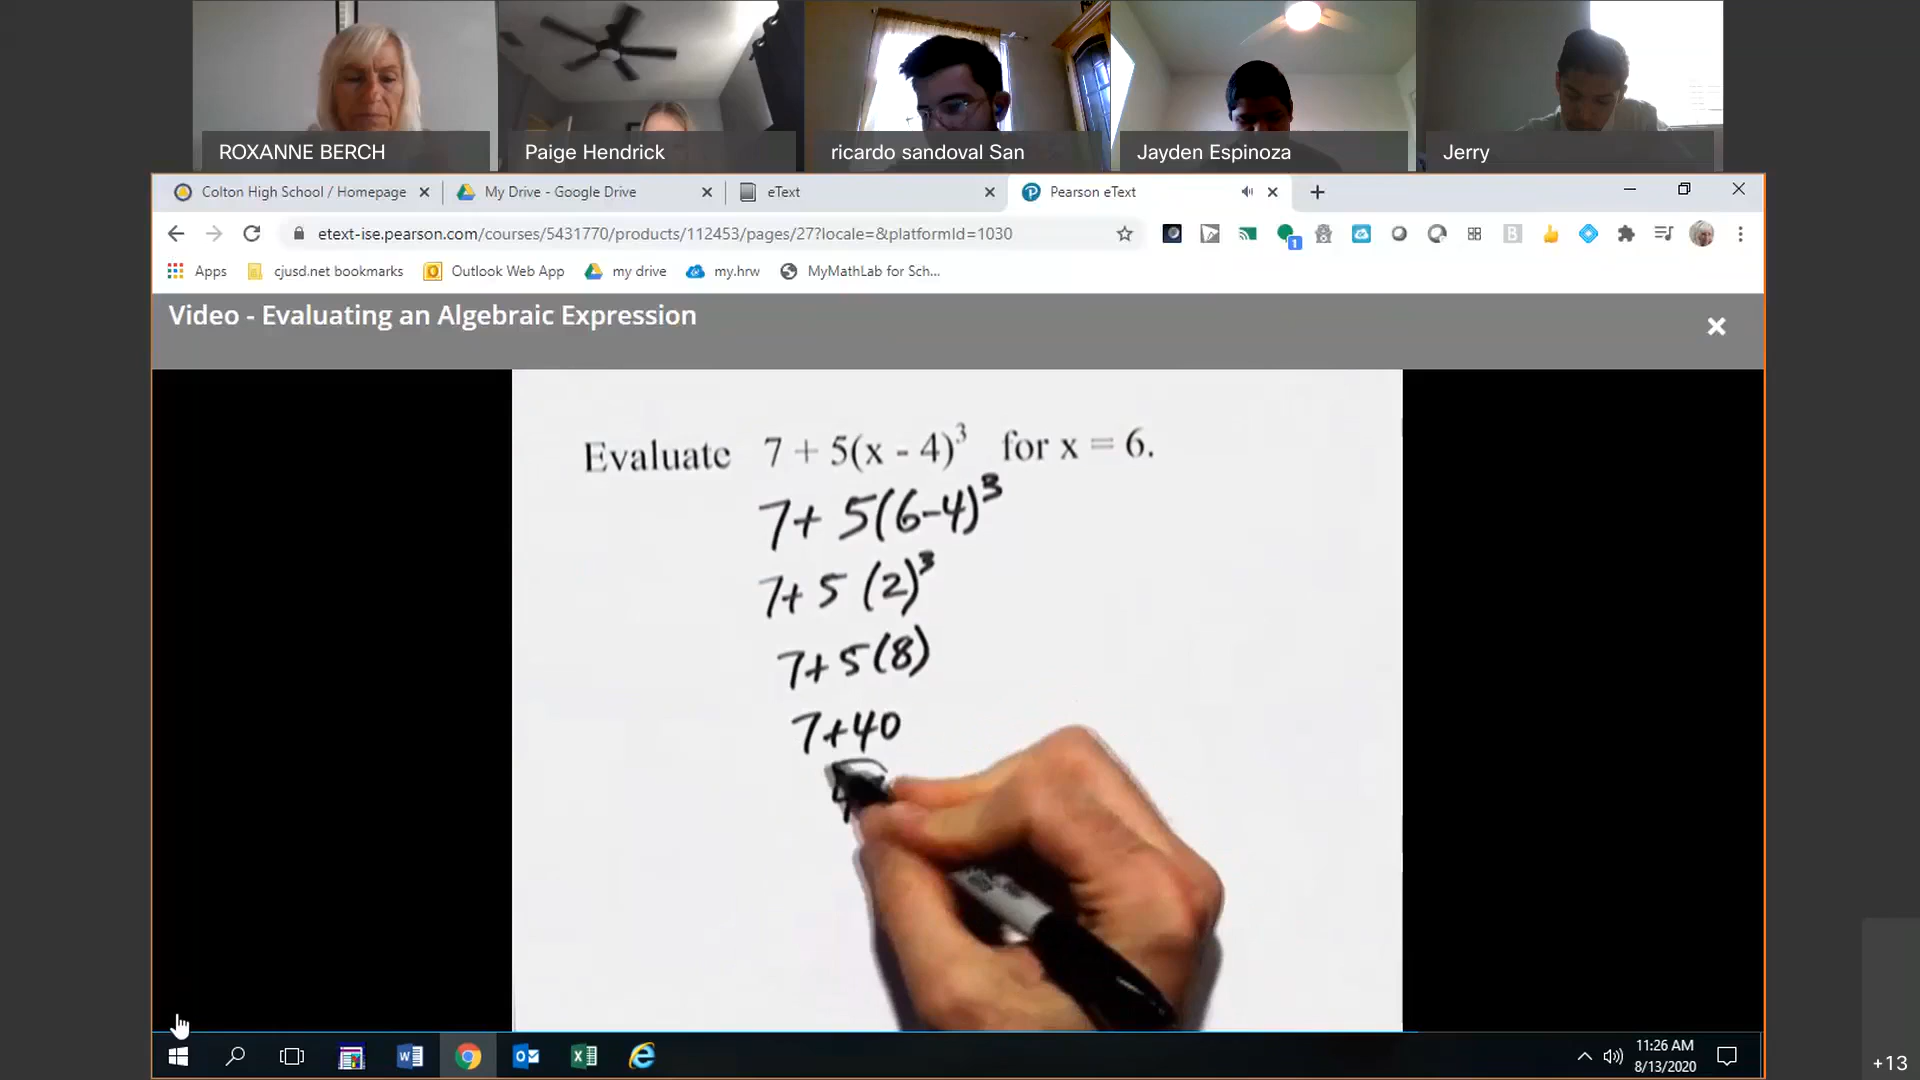 ROXANNE BERCH
Paige Hendrick
ricardo sandoval San
Jayden Espinoza
Jerry
Colton High School / Homepage
My Drive - Google Drive
eText
Pearson eText
etext-ise.pearson.com/courses/5431770/products/112453/pages/27?locale=&platformId=1030
1
B
Apps
cjusd.net bookmarks
Outlook Web App
my drive
my.hrw
MyMathLab for Sch...
Video - Evaluating an Algebraic Expression
Evaluate 7 + 5(x - 4)³ for x = 6.
7+ 5(6-4)³
7+ 5 (2)³
7+ 5(8)
7+40
4
11:26 AM
8/13/2020
+13